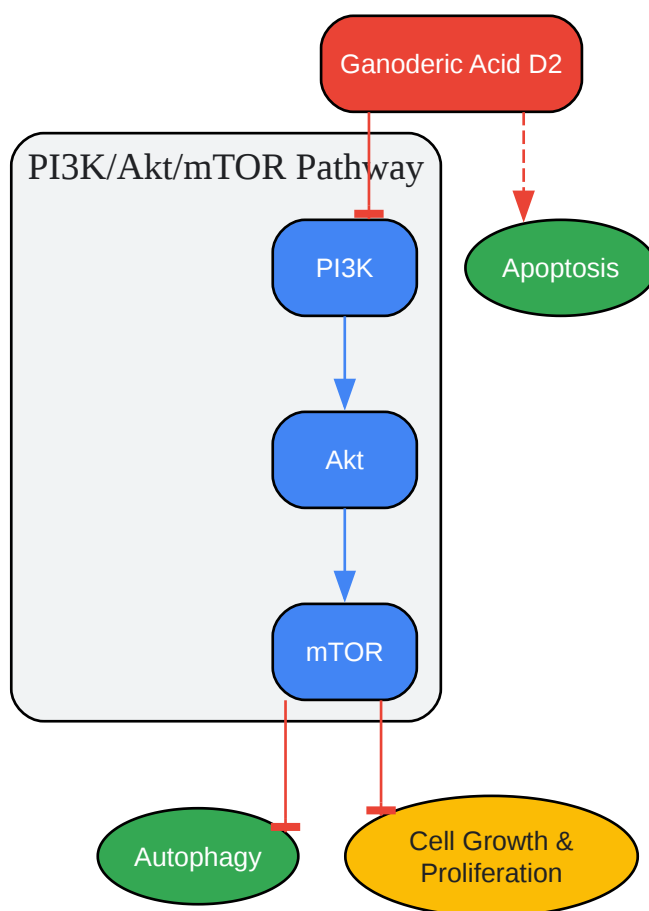 Ganoderic Acid D2
PI3K/Akt/mTOR Pathway
PI3K
Apoptosis
Akt
mTOR
Autophagy
Cell Growth &
Proliferation